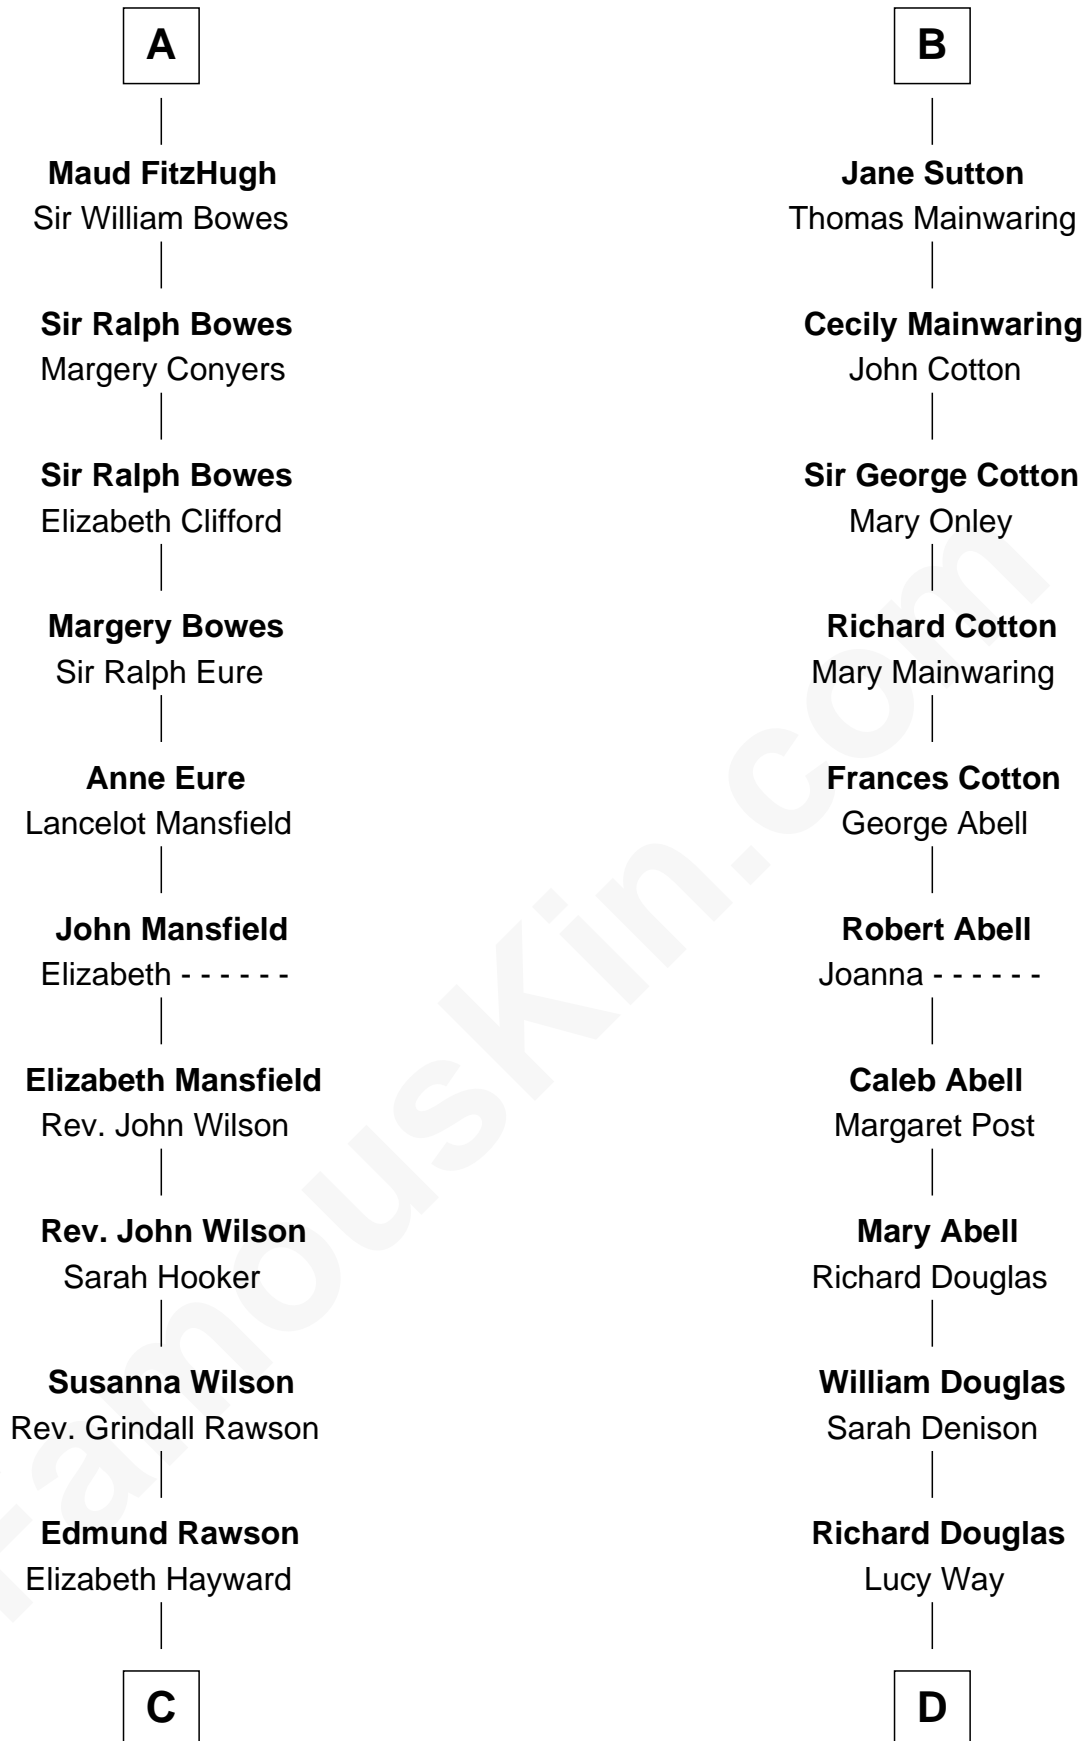 A
Maud FitzHugh
Sir William Bowes
Sir Ralph Bowes
Margery Conyers
Sir Ralph Bowes
Elizabeth Clifford
Margery Bowes
Sir Ralph Eure
Anne Eure
Lancelot Mansfield
John Mansfield
Elizabeth - - - - - -
Elizabeth Mansfield
Rev. John Wilson
Rev. John Wilson
Sarah Hooker
Susanna Wilson
Rev. Grindall Rawson
Edmund Rawson
Elizabeth Hayward
C
B
Jane Sutton
Thomas Mainwaring
Cecily Mainwaring
John Cotton
Sir George Cotton
Mary Onley
Richard Cotton
Mary Mainwaring
Frances Cotton
George Abell
Robert Abell
Joanna - - - - - -
Caleb Abell
Margaret Post
Mary Abell
Richard Douglas
William Douglas
Sarah Denison
Richard Douglas
Lucy Way
D
FamousKin.com